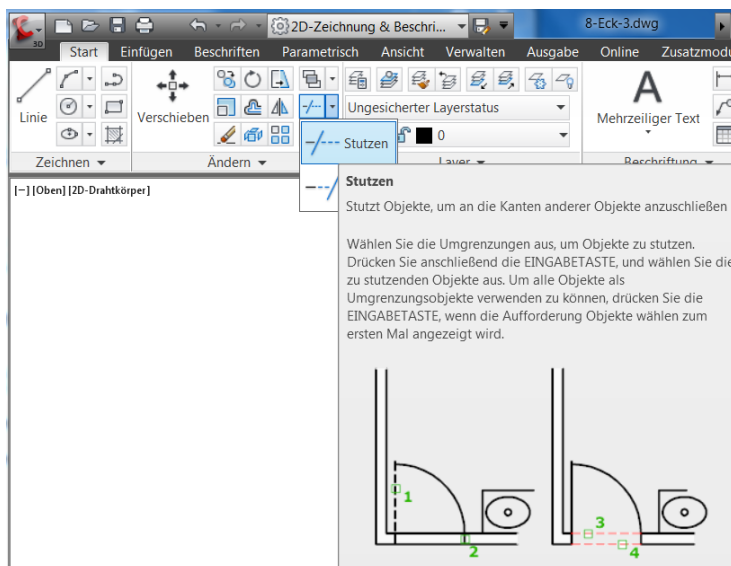 3D
2D-Zeichnung & Beschri...
8-Eck-3.dwg
Start Einfügen Beschriften Parametrisch Ansicht Verwalten Ausgabe Online Zusatzmodu
Linie
Verschieben
Ungesicherter Layerstatus
0
A
Mehrzeiliger Text
Stutzen
Zeichnen
Ändern
Layer
Beschriftung
[−] [Oben] [2D-Drahtkörper]
Stutzen
Stutzt Objekte, um an die Kanten anderer Objekte anzuschließen
Wählen Sie die Umgrenzungen aus, um Objekte zu stutzen.
Drücken Sie anschließend die EINGABETASTE, und wählen Sie die
zu stutzenden Objekte aus. Um alle Objekte als
Umgrenzungsobjekte verwenden zu können, drücken Sie die
EINGABETASTE, wenn die Aufforderung Objekte wählen zum
ersten Mal angezeigt wird.
1
2
3
4